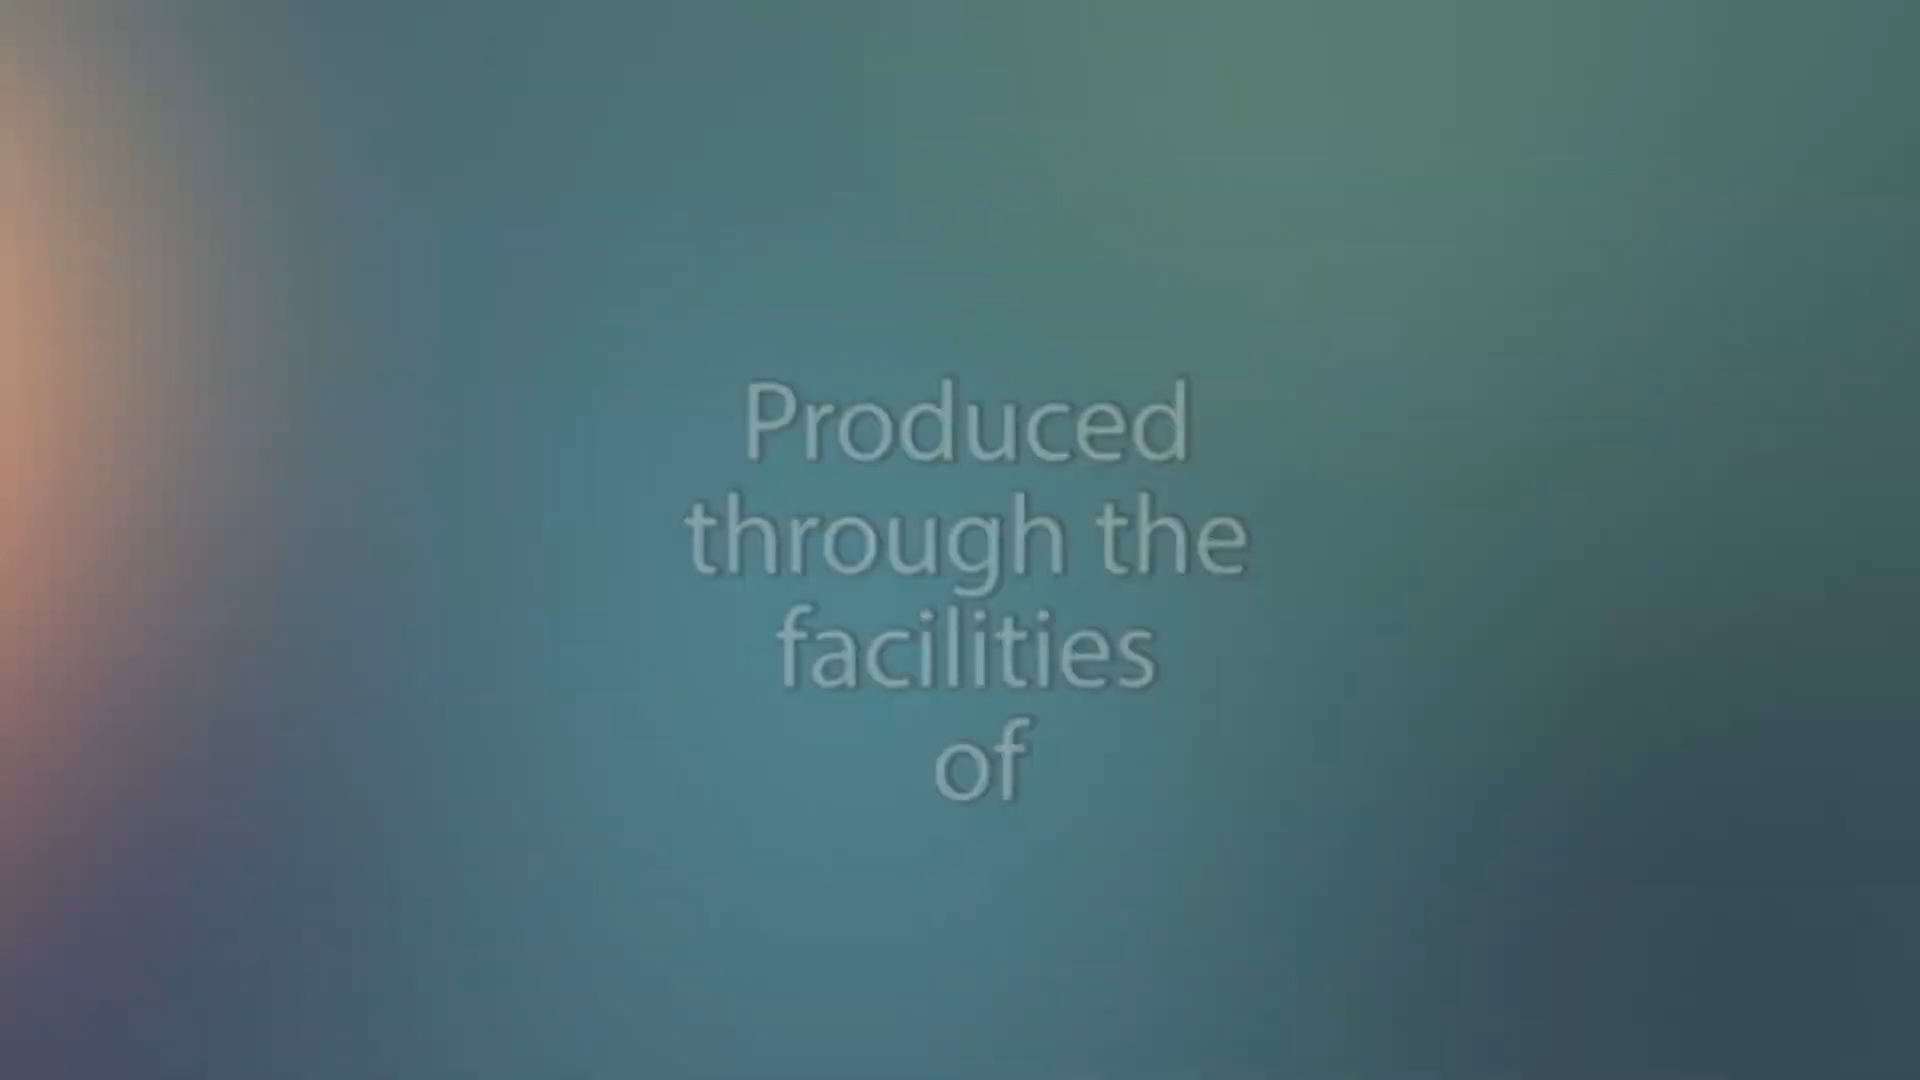 Produced
through the
facilities
of